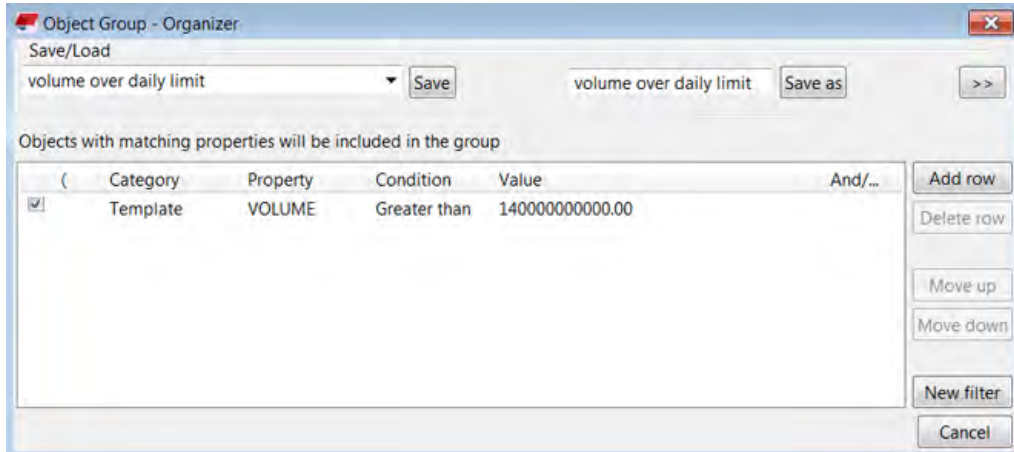 Object Group - Organizer
Save/Load
volume over daily limit Save volume over daily limit Save as >>
Objects with matching properties will be included in the group
( Category Property Condition Value And/... Add row
Template VOLUME Greater than 140000000000.00
Delete row
Move up
Move down
New filter
Cancel